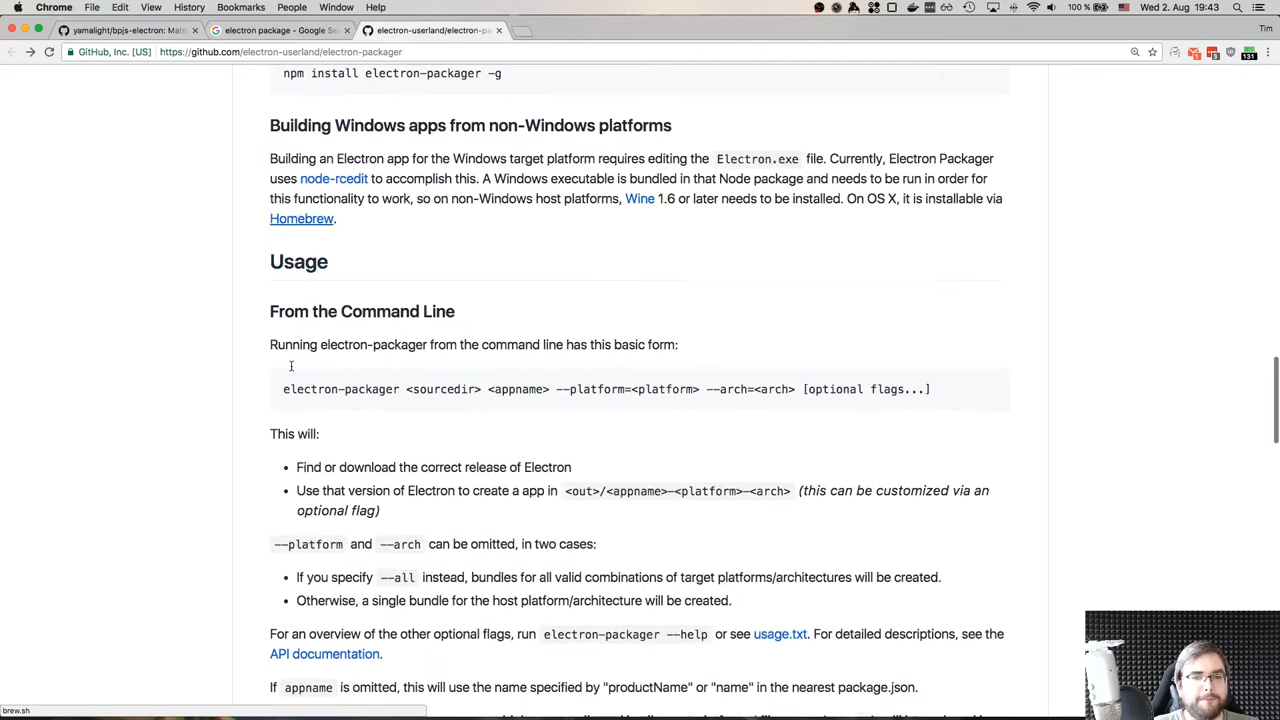 Chrome File Edit View History Bookmarks People Window Help 100 % Wed 2. Aug 19:43
yamalight/bpjs-electron: Mate electron package - Google Se electron-userland/electron-pa Tim
GitHub, Inc. [US] https://github.com/electron-userland/electron-packager
npm install electron-packager -g
Building Windows apps from non-Windows platforms
Building an Electron app for the Windows target platform requires editing the Electron.exe file. Currently, Electron Packager
uses node-rcedit to accomplish this. A Windows executable is bundled in that Node package and needs to be run in order for
this functionality to work, so on non-Windows host platforms, Wine 1.6 or later needs to be installed. On OS X, it is installable via
Homebrew.
Usage
From the Command Line
Running electron-packager from the command line has this basic form:
electron-packager <sourcedir> <appname> --platform=<platform> --arch=<arch> [optional flags...]
This will:
• Find or download the correct release of Electron
• Use that version of Electron to create a app in <out>/<appname>-<platform>-<arch> (this can be customized via an
optional flag)
--platform and --arch can be omitted, in two cases:
• If you specify --all instead, bundles for all valid combinations of target platforms/architectures will be created.
• Otherwise, a single bundle for the host platform/architecture will be created.
For an overview of the other optional flags, run electron-packager --help or see usage.txt. For detailed descriptions, see the
API documentation.
If appname is omitted, this will use the name specified by "productName" or "name" in the nearest package.json.
brew.sh